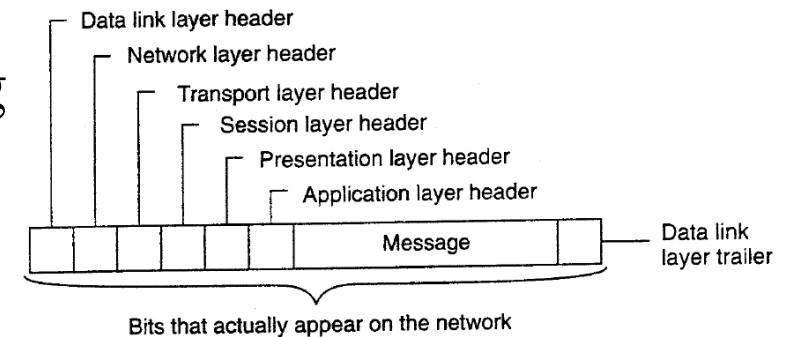 Data link layer header
Network layer header
Transport layer header
Session layer header
Presentation layer header
Application layer header
Message
Data link
layer trailer
Bits that actually appear on the network